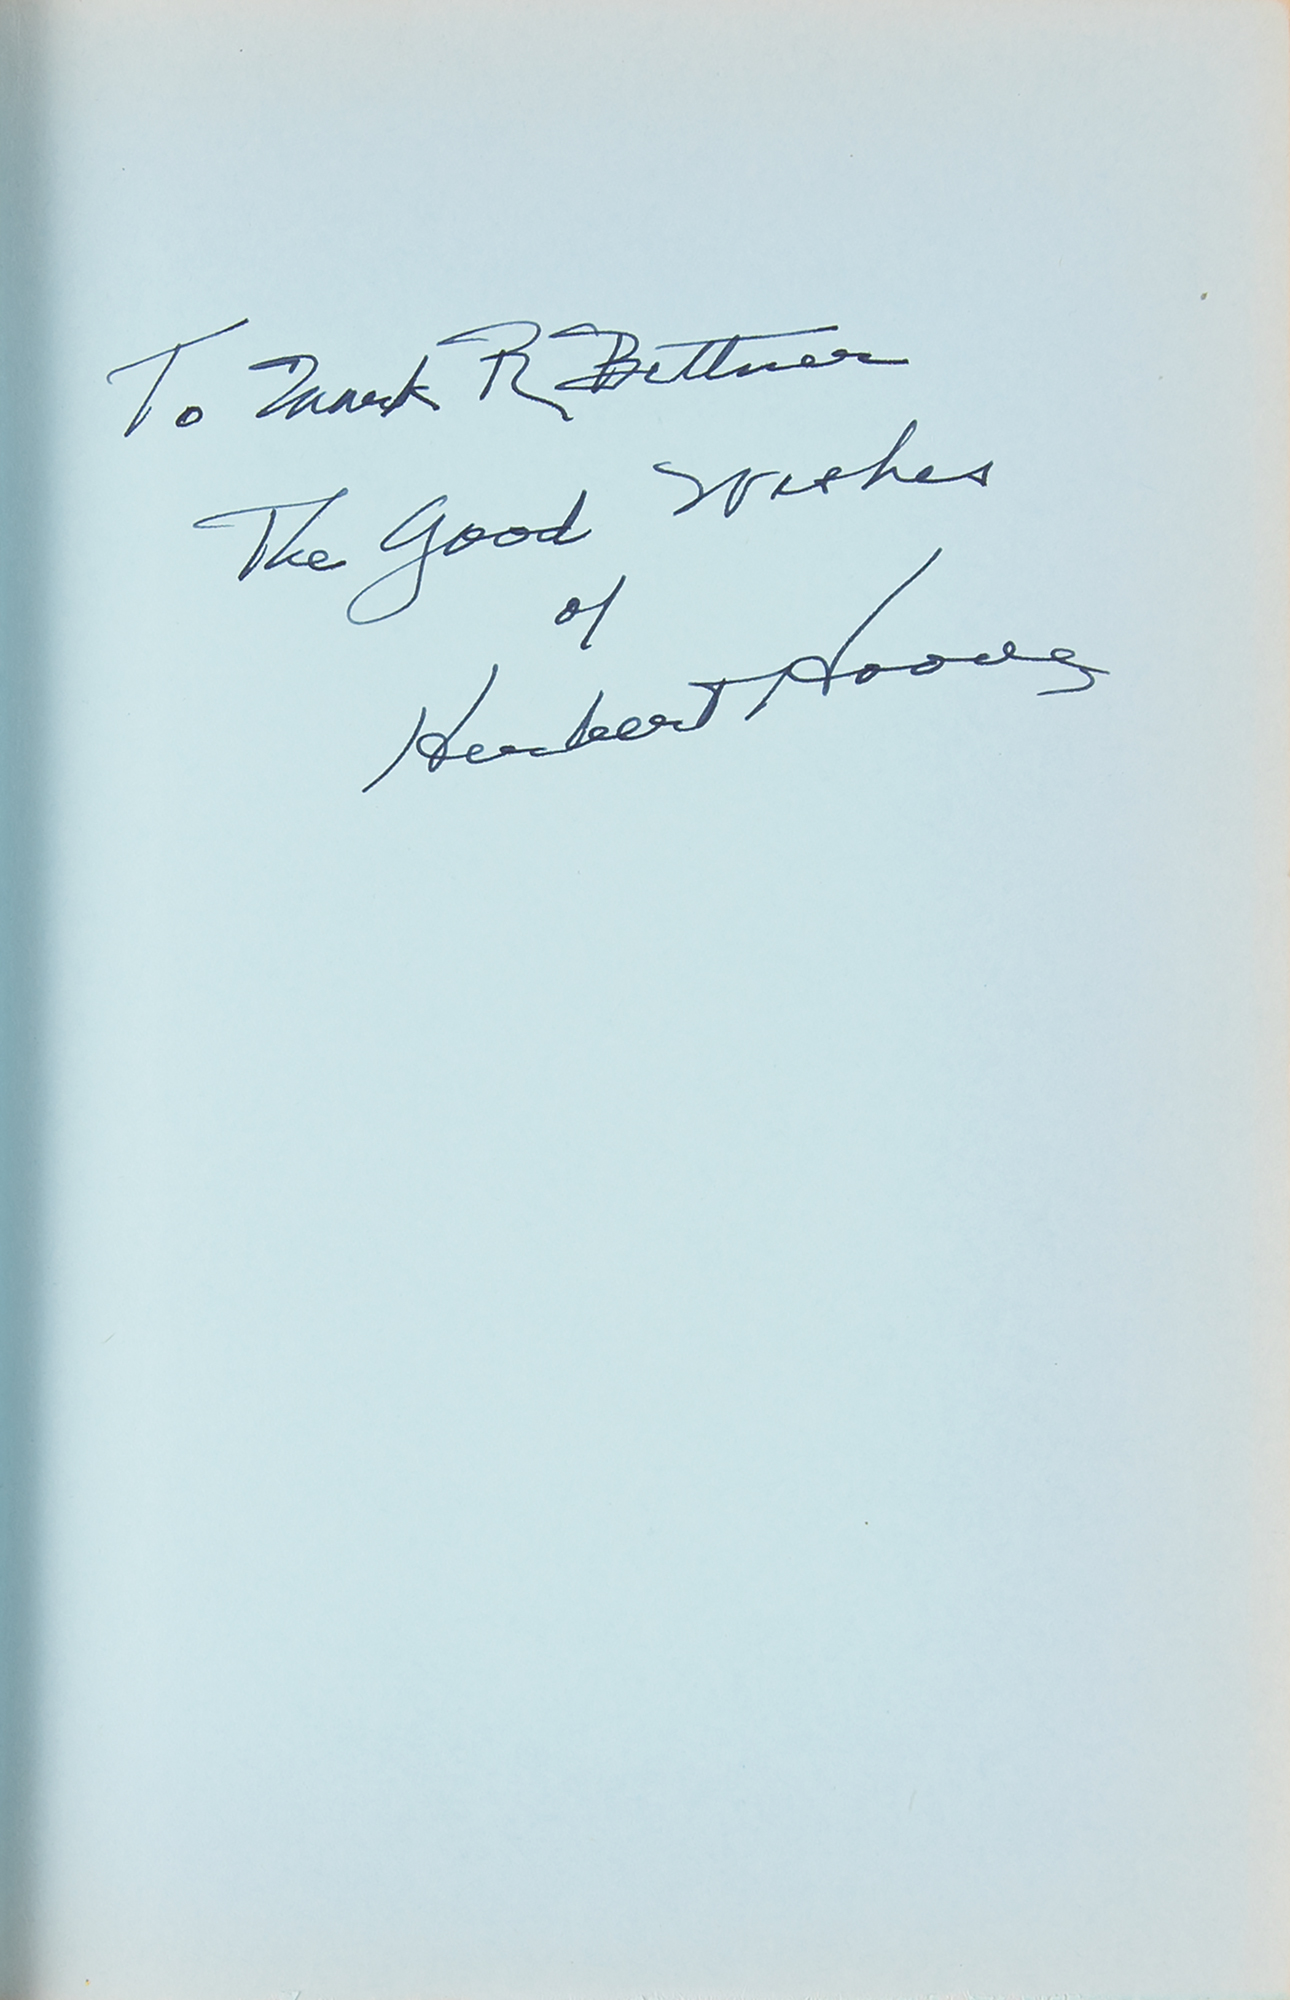 To Mark R Bittner
The Good Wishes
of
Herbert Hoover